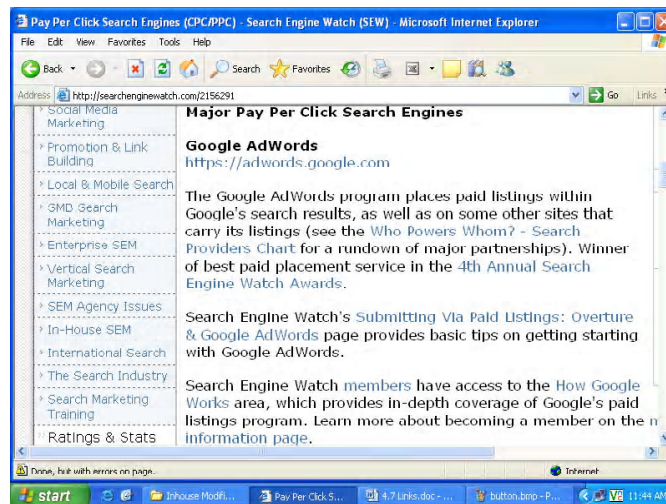 Pay Per Click Search Engines (CPC/PPC) - Search Engine Watch (SEW) - Microsoft Internet Explorer
File Edit View Favorites Tools Help
Back Search Favorites
Address http://searchenginewatch.com/2156291 Go Links
Social Media
Marketing
Promotion & Link
Building
Local & Mobile Search
SMB Search
Marketing
Enterprise SEM
Vertical Search
Marketing
SEM Agency Issues
In-House SEM
International Search
The Search Industry
Search Marketing
Training
Ratings & Stats
Major Pay Per Click Search Engines
Google AdWords
https://adwords.google.com
The Google AdWords program places paid listings within
Google's search results, as well as on some other sites that
carry its listings (see the Who Powers Whom? - Search
Providers Chart for a rundown of major partnerships). Winner
of best paid placement service in the 4th Annual Search
Engine Watch Awards.
Search Engine Watch's Submitting Via Paid Listings: Overture
& Google AdWords page provides basic tips on getting starting
with Google AdWords.
Search Engine Watch members have access to the How Google
Works area, which provides in-depth coverage of Google's paid
listings program. Learn more about becoming a member on the m
information page.
Done, but with errors on page. Internet
start Inhouse Modifi... Pay Per Click S... 4.7 Links.doc - ... button.bmp - P... 11:44 AM